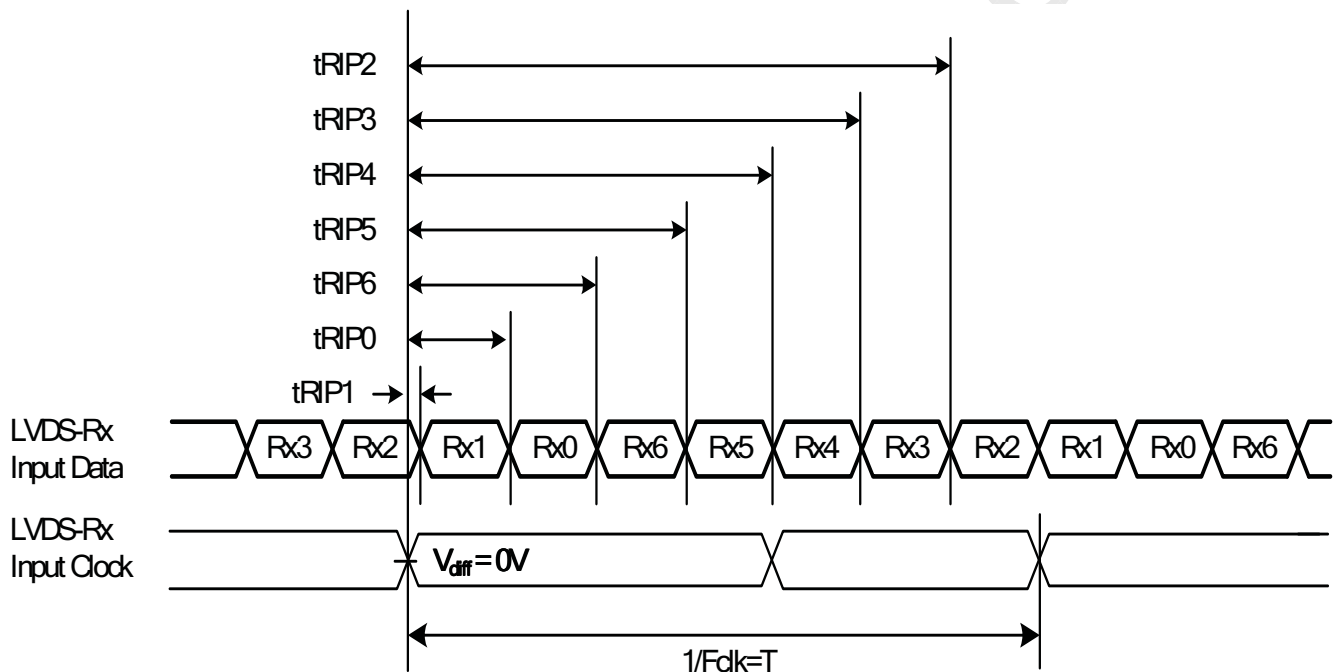 tRIP2
tRIP3
tRIP4
tRIP5
tRIP6
tRIP0
tRIP1
LVDS-Rx
Input Data
Rx3 Rx2 Rx1 Rx0 Rx6 Rx5 Rx4 Rx3 Rx2 Rx1 Rx0 Rx6
LVDS-Rx
Input Clock
Vdiff = 0V
1/Fclk=T